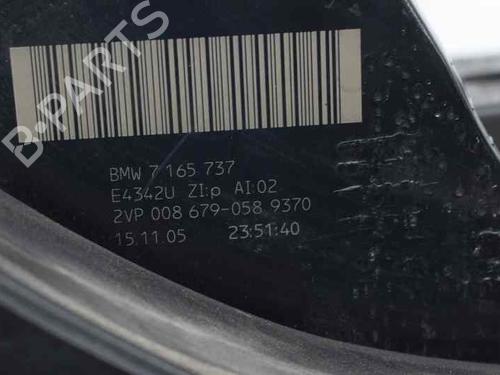 B-PARTS
BMW 7 165 737
E4342U ZI:p AI:02
2VP 008 679-058 9370
15.11.05 23:51:40